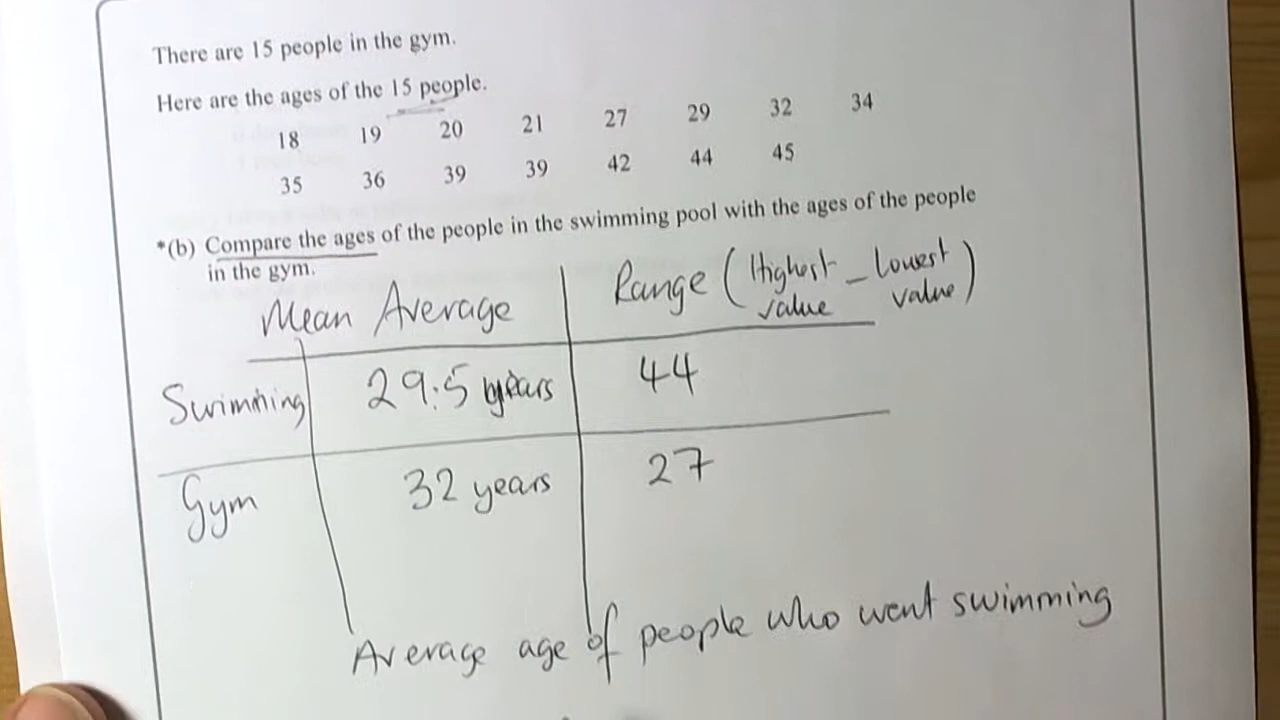 There are 15 people in the gym.
Here are the ages of the 15 people.
18 19 20 21 27 29 32 34
35 36 39 39 42 44 45
*(b) Compare the ages of the people in the swimming pool with the ages of the people
in the gym.
Mean Average Range (Highest value - Lowest value)
Swimming 29.5 years 44
Gym 32 years 27
Average age of people who went swimming